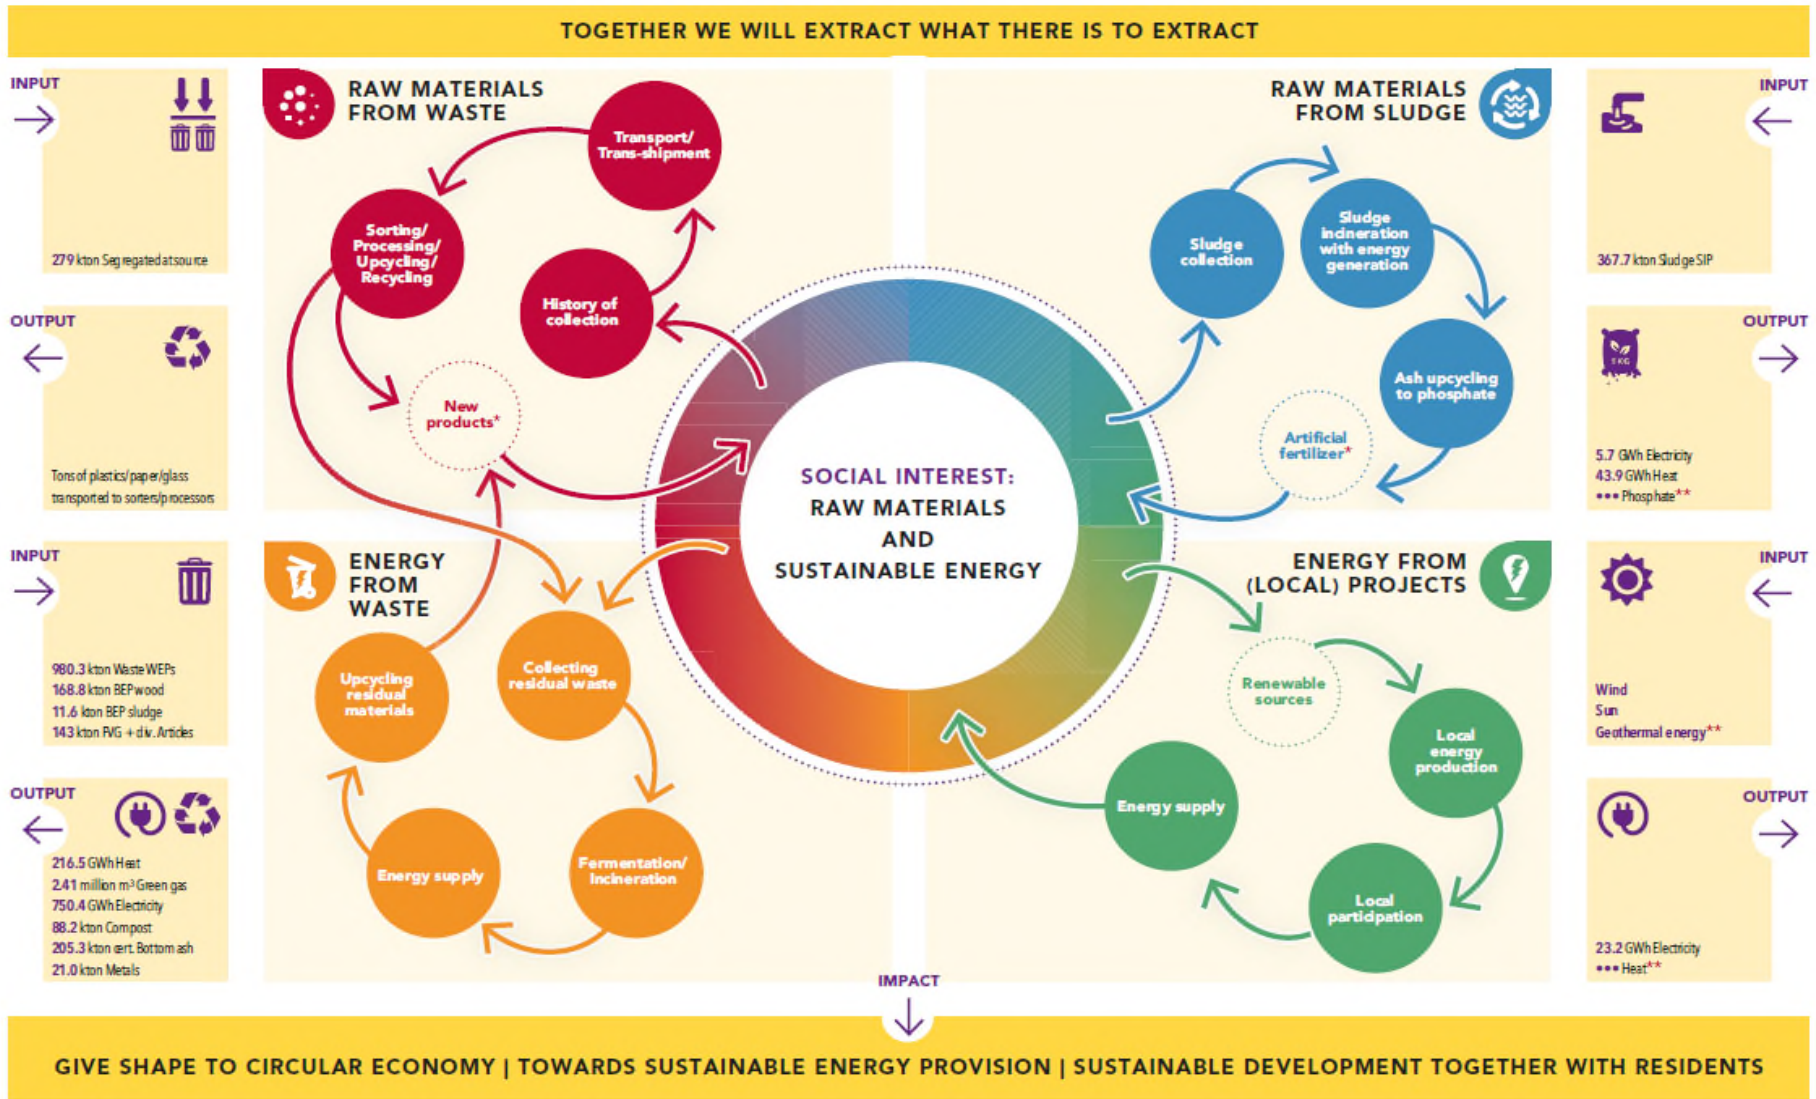 TOGETHER WE WILL EXTRACT WHAT THERE IS TO EXTRACT
INPUT
279 kton Segregated at source
OUTPUT
Tons of plastics/paper/glass
transported to sorters/processors
RAW MATERIALS
FROM WASTE
Transport/
Trans-shipment
Sorting/
Processing/
Upcycling/
Recycling
History of
collection
New
products*
RAW MATERIALS
FROM SLUDGE
Sludge
collection
Sludge
incineration
with energy
generation
Ash upcycling
to phosphate
Artificial
fertilizer*
INPUT
367.7 kton Sludge SIP
OUTPUT
5 KG
5.7 GWh Electricity
43.9 GWh Heat
••• Phosphate**
SOCIAL INTEREST:
RAW MATERIALS
AND
SUSTAINABLE ENERGY
INPUT
980.3 kton Waste WEPs
168.8 kton BEP wood
11.6 kton BEP sludge
143 kton FVG + div. Articles
OUTPUT
216.5 GWh Heat
2.41 million m³ Green gas
750.4 GWh Electricity
88.2 kton Compost
205.3 kton cert. Bottom ash
21.0 kton Metals
ENERGY
FROM
WASTE
Collecting
residual waste
Upcycling
residual
materials
Energy supply
Fermentation/
Incineration
ENERGY FROM
(LOCAL) PROJECTS
Renewable
sources
Local
energy
production
Energy supply
Local
participation
INPUT
Wind
Sun
Geothermal energy**
OUTPUT
23.2 GWh Electricity
••• Heat**
IMPACT
GIVE SHAPE TO CIRCULAR ECONOMY | TOWARDS SUSTAINABLE ENERGY PROVISION | SUSTAINABLE DEVELOPMENT TOGETHER WITH RESIDENTS